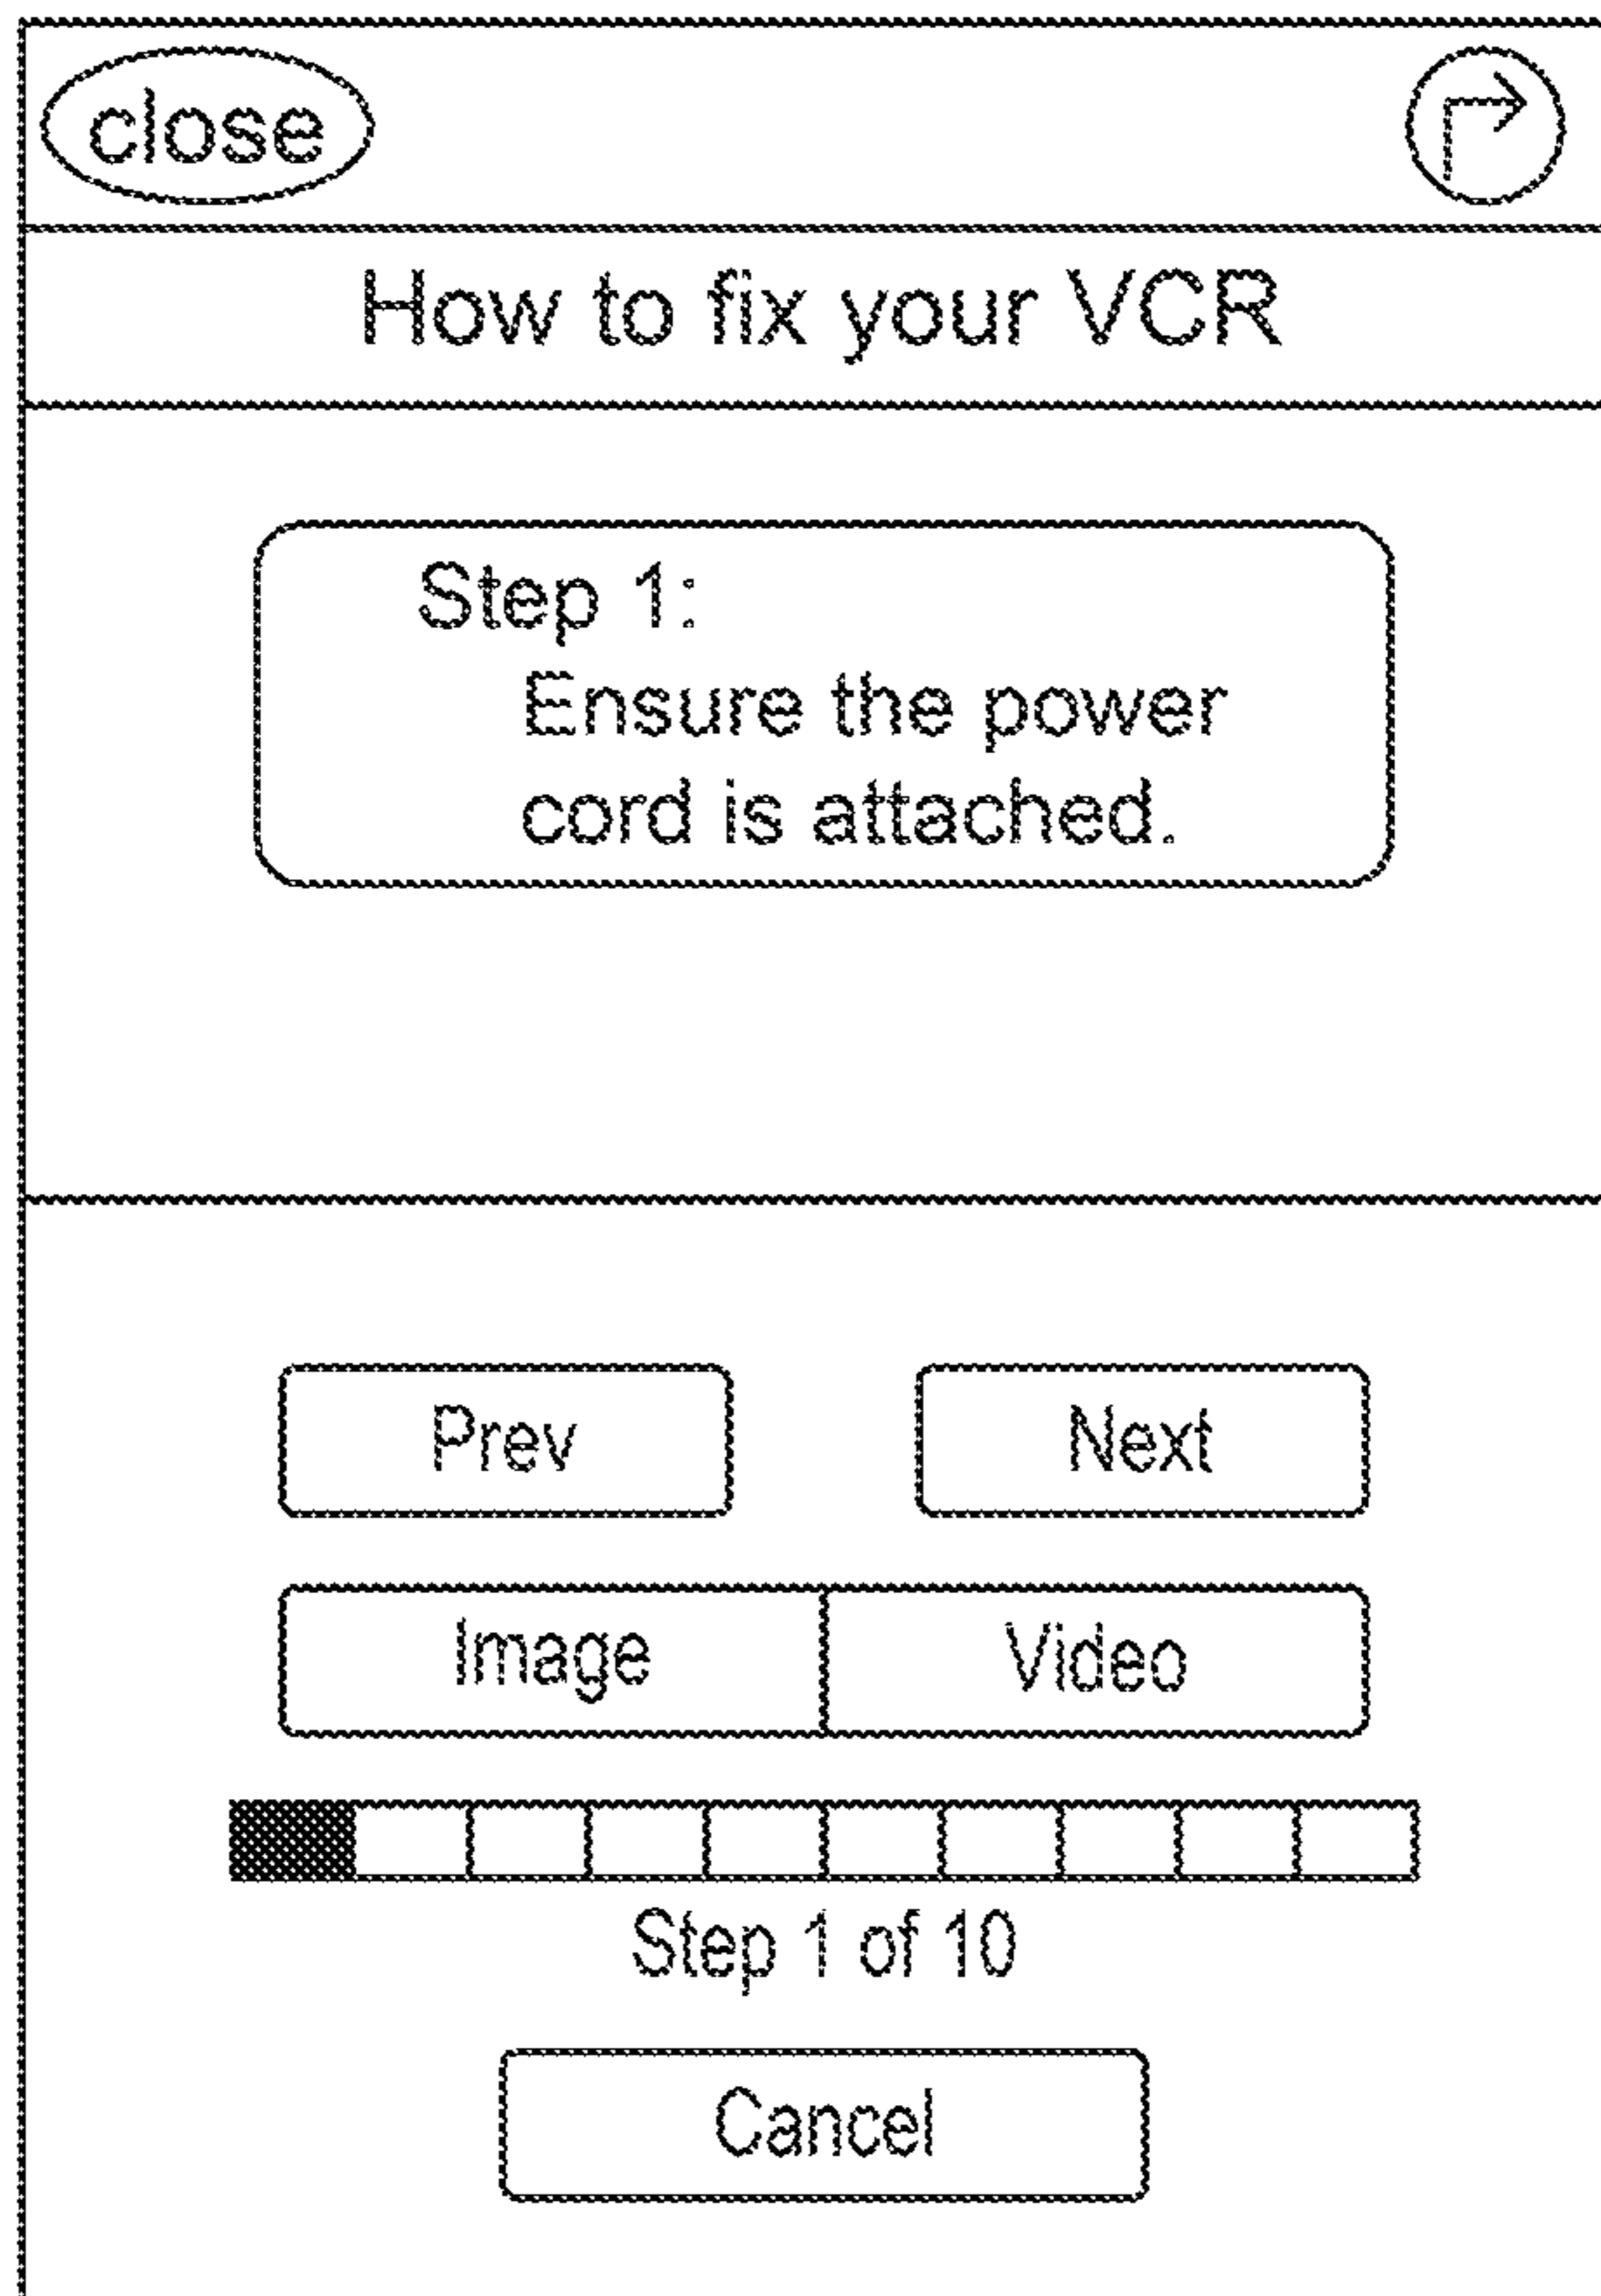 close
How to fix your VCR
Step 1:
Ensure the power
cord is attached.
Prev
Next
Image
Video
Step 1 of 10
Cancel